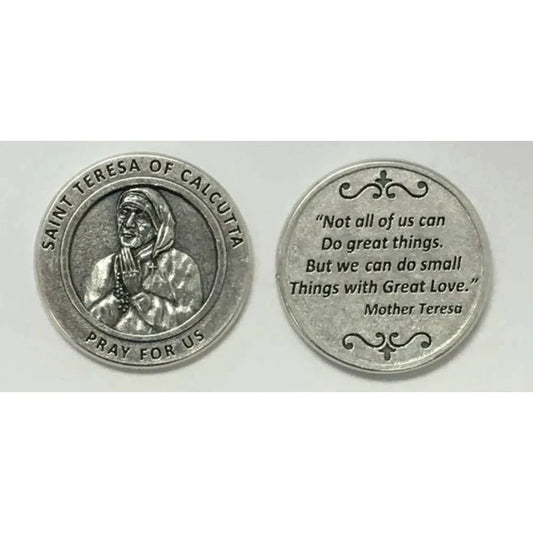 SAINT TERESA OF CALCUTTA
PRAY FOR US
“Not all of us can
Do great things.
But we can do small
Things with Great Love.”
Mother Teresa